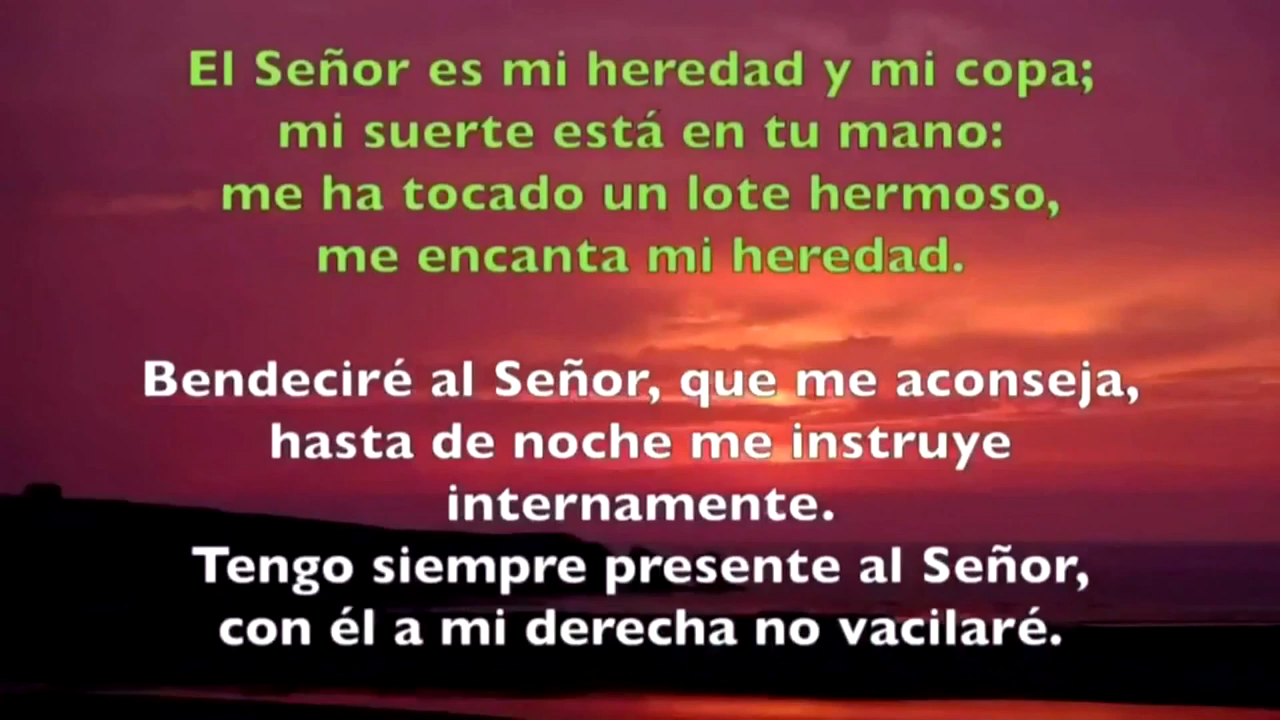 El Señor es mi heredad y mi copa;
mi suerte está en tu mano:
me ha tocado un lote hermoso,
me encanta mi heredad.
Bendeciré al Señor, que me aconseja,
hasta de noche me instruye
internamente.
Tengo siempre presente al Señor,
con él a mi derecha no vacilaré.